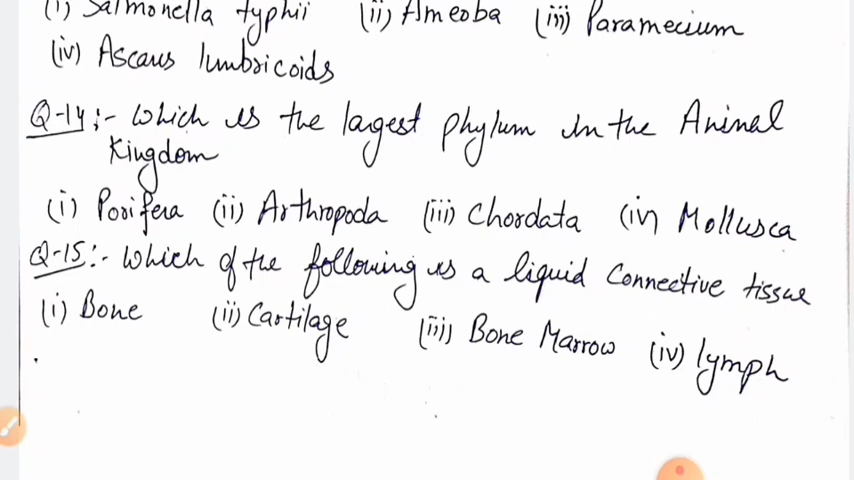 (i) Salmonella typhii (ii) Ameoba (iii) Paramecium
(iv) Ascaus lumbricoids
Q-14:- Which is the largest phylum in the Animal
Kingdom
(i) Porifera (ii) Arthropoda (iii) Chordata (iv) Mollusca
Q-15:- Which of the following is a liquid Connective tissue
(i) Bone (ii) Cartilage (iii) Bone Marrow (iv) lymph